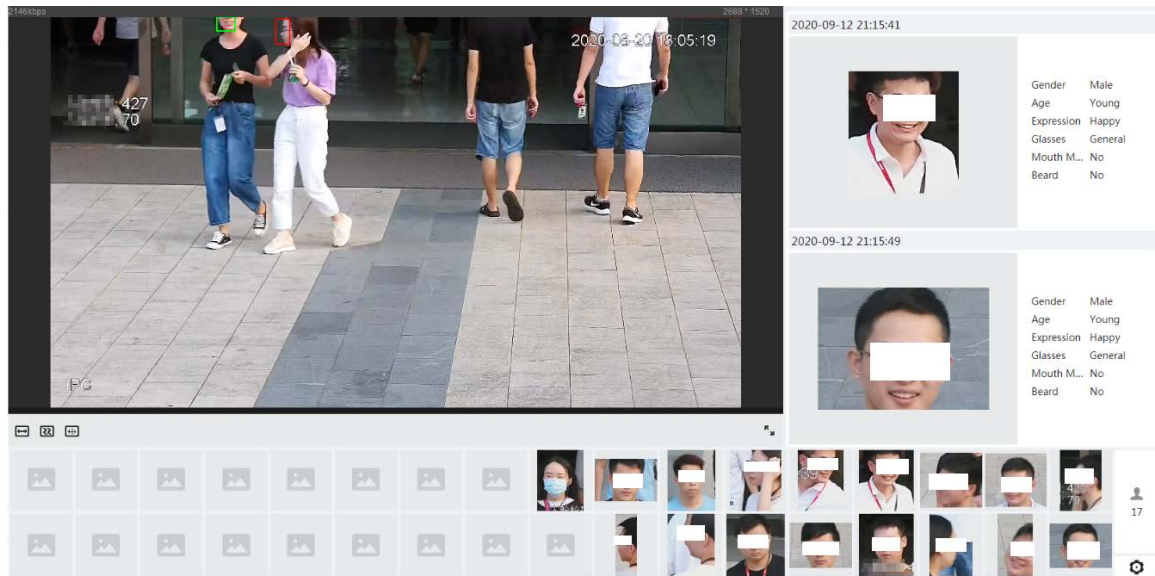 2146kbps
2688 * 1520
2020-08-20 18:05:19
427
70
IPC
2020-09-12 21:15:41
Gender Male
Age Young
Expression Happy
Glasses General
Mouth M... No
Beard No
2020-09-12 21:15:49
Gender Male
Age Young
Expression Happy
Glasses General
Mouth M... No
Beard No
17